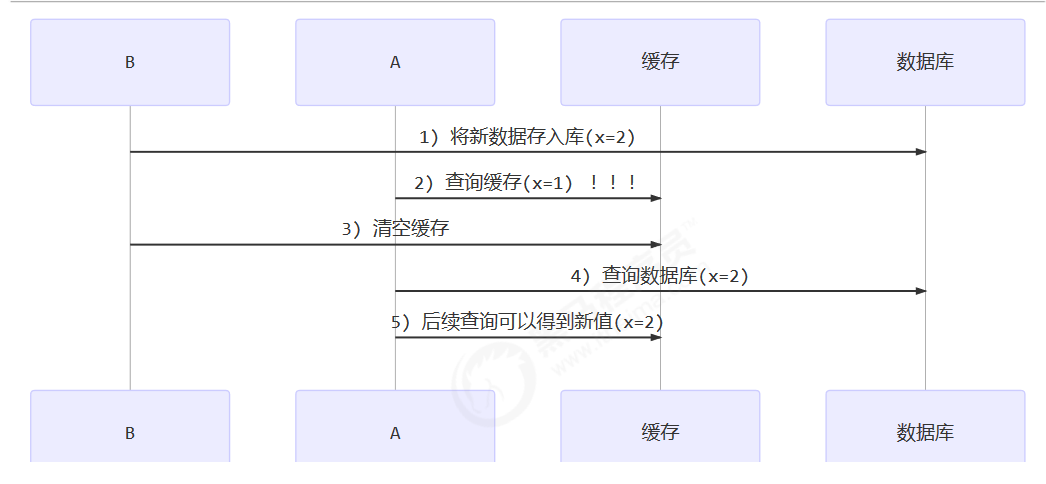 B A 缓存 数据库
1) 将新数据存入库(x=2)
2) 查询缓存(x=1) ！！！
3) 清空缓存
4) 查询数据库(x=2)
5) 后续查询可以得到新值(x=2)
B A 缓存 数据库